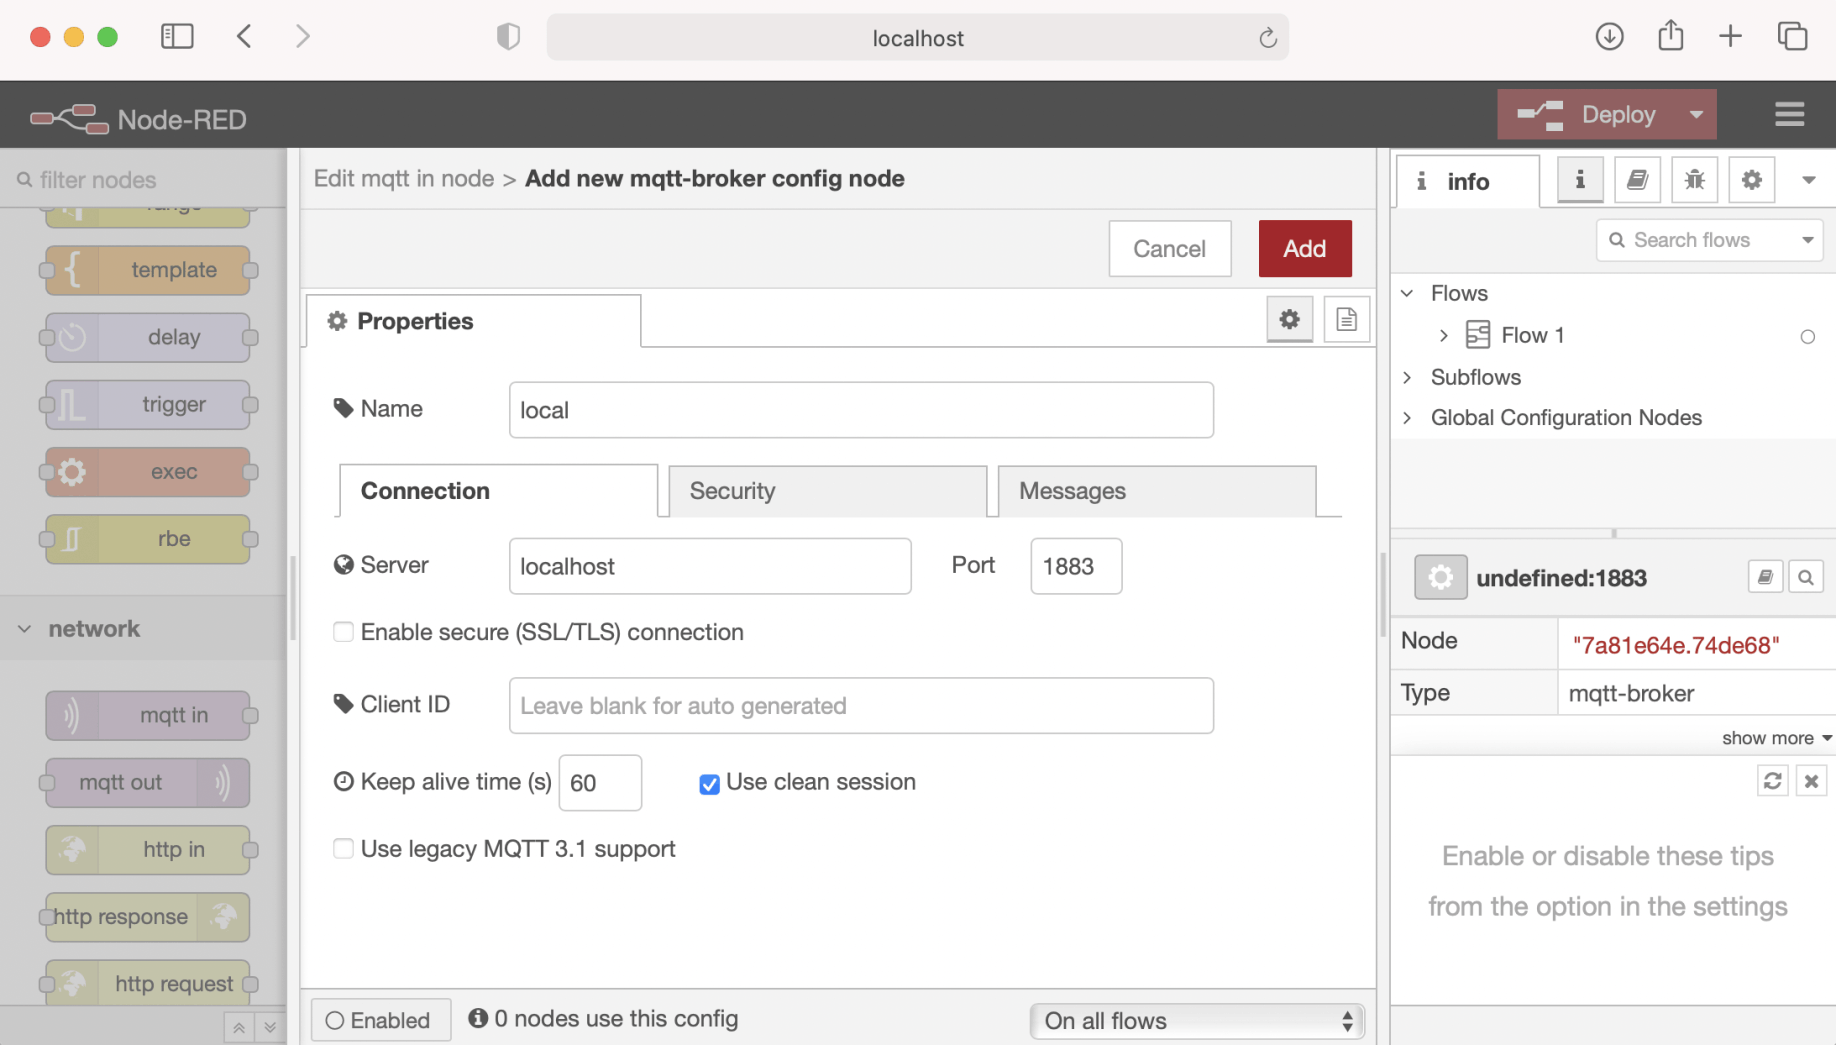 localhost
Node-RED
Deploy
filter nodes
range
template
delay
trigger
exec
rbe
network
mqtt in
mqtt out
http in
http response
http request
Edit mqtt in node > Add new mqtt-broker config node
Cancel
Add
Properties
Name
local
Connection
Security
Messages
Server
localhost
Port
1883
Enable secure (SSL/TLS) connection
Client ID
Leave blank for auto generated
Keep alive time (s)
60
Use clean session
Use legacy MQTT 3.1 support
Enabled
0 nodes use this config
On all flows
info
Search flows
Flows
Flow 1
Subflows
Global Configuration Nodes
undefined:1883
Node
"7a81e64e.74de68"
Type
mqtt-broker
show more
Enable or disable these tips
from the option in the settings